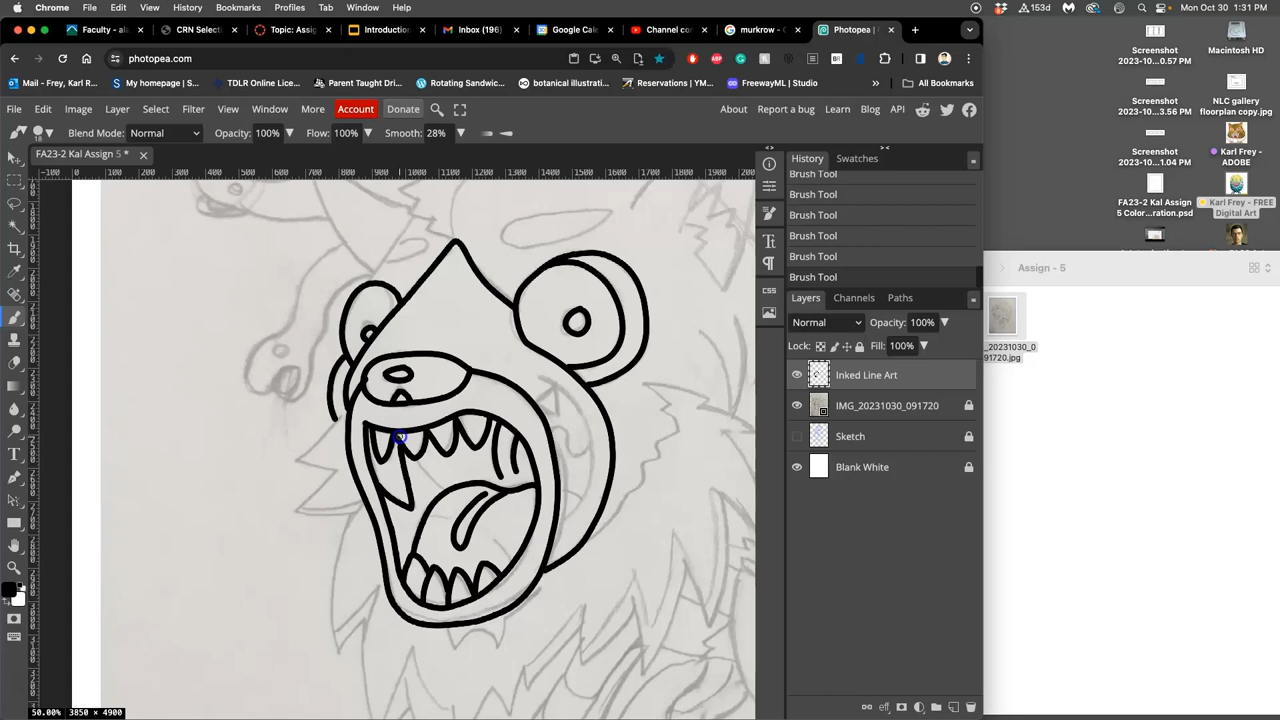 Chrome File Edit View History Bookmarks Profiles Tab Window Help 153d Mon Oct 30 1:31 PM
Faculty - ala CRN Select Topic: Assig Introduction Inbox (196) Google Cale Channel con murkrow - G Photopea |
photopea.com
Mail - Frey, Karl R... My openpaca TDLR Online Lice... Parent Taught Dri... Rotating Sandwic... botanical illustrati... Reservations / YM... FreewayML | Studio All Bookmarks
File Edit Image Layer Select Filter View Window More Account Donate About Report a bug Learn Blog API
18 Blend Mode: Normal Opacity: 100% Flow: 100% Smooth: 28%
FA23-2 Kal Assign 5 *
History Swatches
Brush Tool
Brush Tool
Brush Tool
Brush Tool
Brush Tool
Brush Tool
Layers Channels Paths
Normal Opacity: 100%
Lock: Fill: 100%
Inked Line Art
IMG_20231030_091720
Sketch
Blank White
CSS
eff
50.00% 3850 × 4900
Screenshot
2023-10...0.57 PM
Macintosh HD
Screenshot
2023-10...
NLC gallery
floorplan copy.jpg
Screenshot
2023-10...1.04 PM
Karl Frey -
ADOBE
FA23-2 Kal Assign
5 Color...ration.psd
Karl Frey - FREE
Digital Art
Assign - 5
_20231030_0
91720.jpg